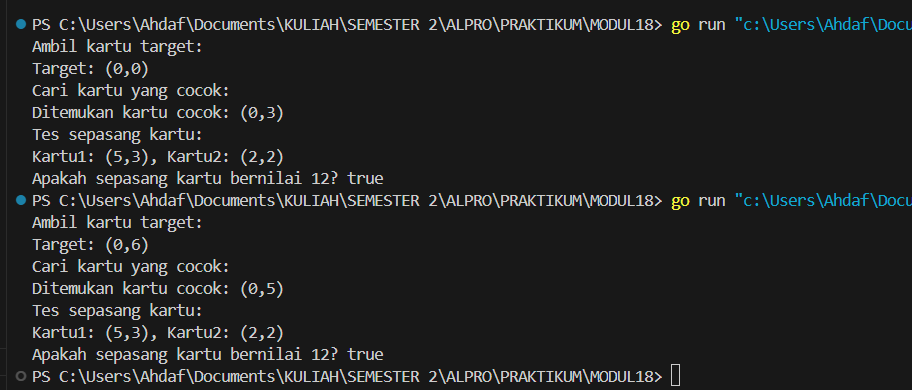 PS C:\Users\Ahdaf\Documents\KULIAH\SEMESTER 2\ALPRO\PRAKTIKUM\MODUL18> go run "c:\Users\Ahdaf\Docu
Ambil kartu target:
Target: (0,0)
Cari kartu yang cocok:
Ditemukan kartu cocok: (0,3)
Tes sepasang kartu:
Kartu1: (5,3), Kartu2: (2,2)
Apakah sepasang kartu bernilai 12? true
PS C:\Users\Ahdaf\Documents\KULIAH\SEMESTER 2\ALPRO\PRAKTIKUM\MODUL18> go run "c:\Users\Ahdaf\Docu
Ambil kartu target:
Target: (0,6)
Cari kartu yang cocok:
Ditemukan kartu cocok: (0,5)
Tes sepasang kartu:
Kartu1: (5,3), Kartu2: (2,2)
Apakah sepasang kartu bernilai 12? true
PS C:\Users\Ahdaf\Documents\KULIAH\SEMESTER 2\ALPRO\PRAKTIKUM\MODUL18>